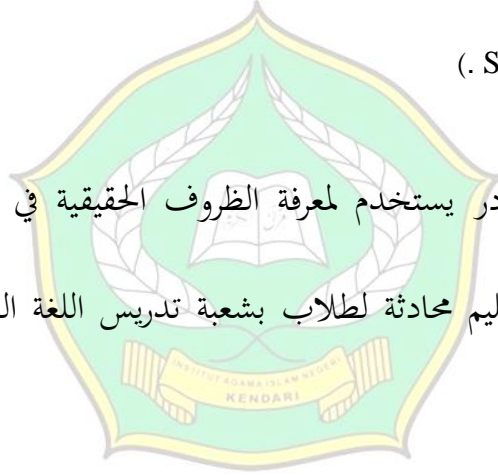 (. S
در يستخدم لمعرفة الظروف الحقيقية في
ليم محادثة لطلاب بشعبة تدريس اللغة ال
INSTITUT AGAMA ISLAM NEGERI
KENDARI